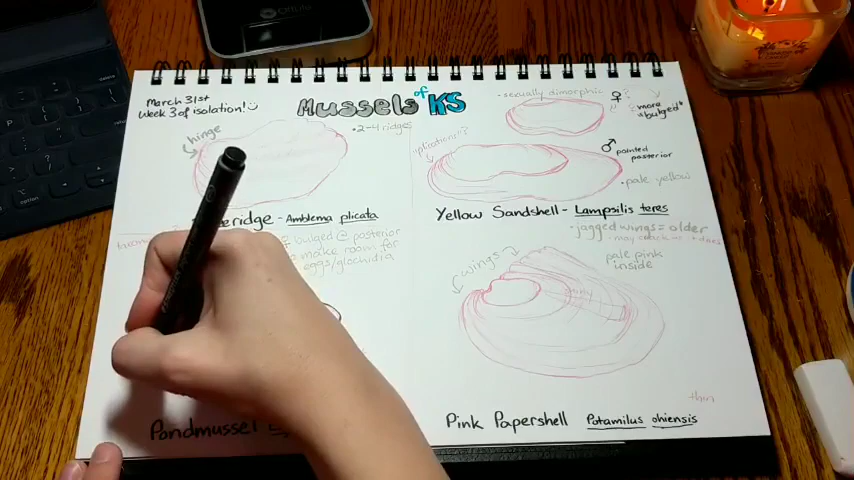 March 31st
Week 3 of isolation!
Mussels of KS
hinge
• 2-4 ridges
eridge - Amblema plicata
bulged @ posterior
make room for
eggs/glochidia
Pondmussel
• sexually dimorphic
♀
more
"bulged"
♂ pointed
posterior
• pale yellow
Yellow Sandshell - Lampsilis teres
• jagged wings = older
wings
pale pink
inside
Pink Papershell Potamilus ohiensis
thin
option